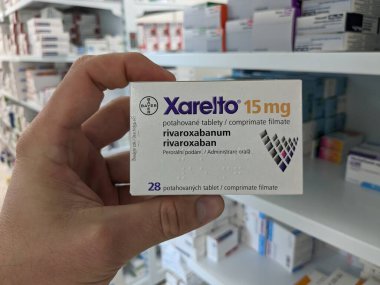 BAYER
Xarelto® 15 mg
potahované tablety / comprimate filmate
rivaroxabanum
rivaroxaban
Perorální podání. / Administrare orală.
28 potahovaných tablet / comprimate filmate